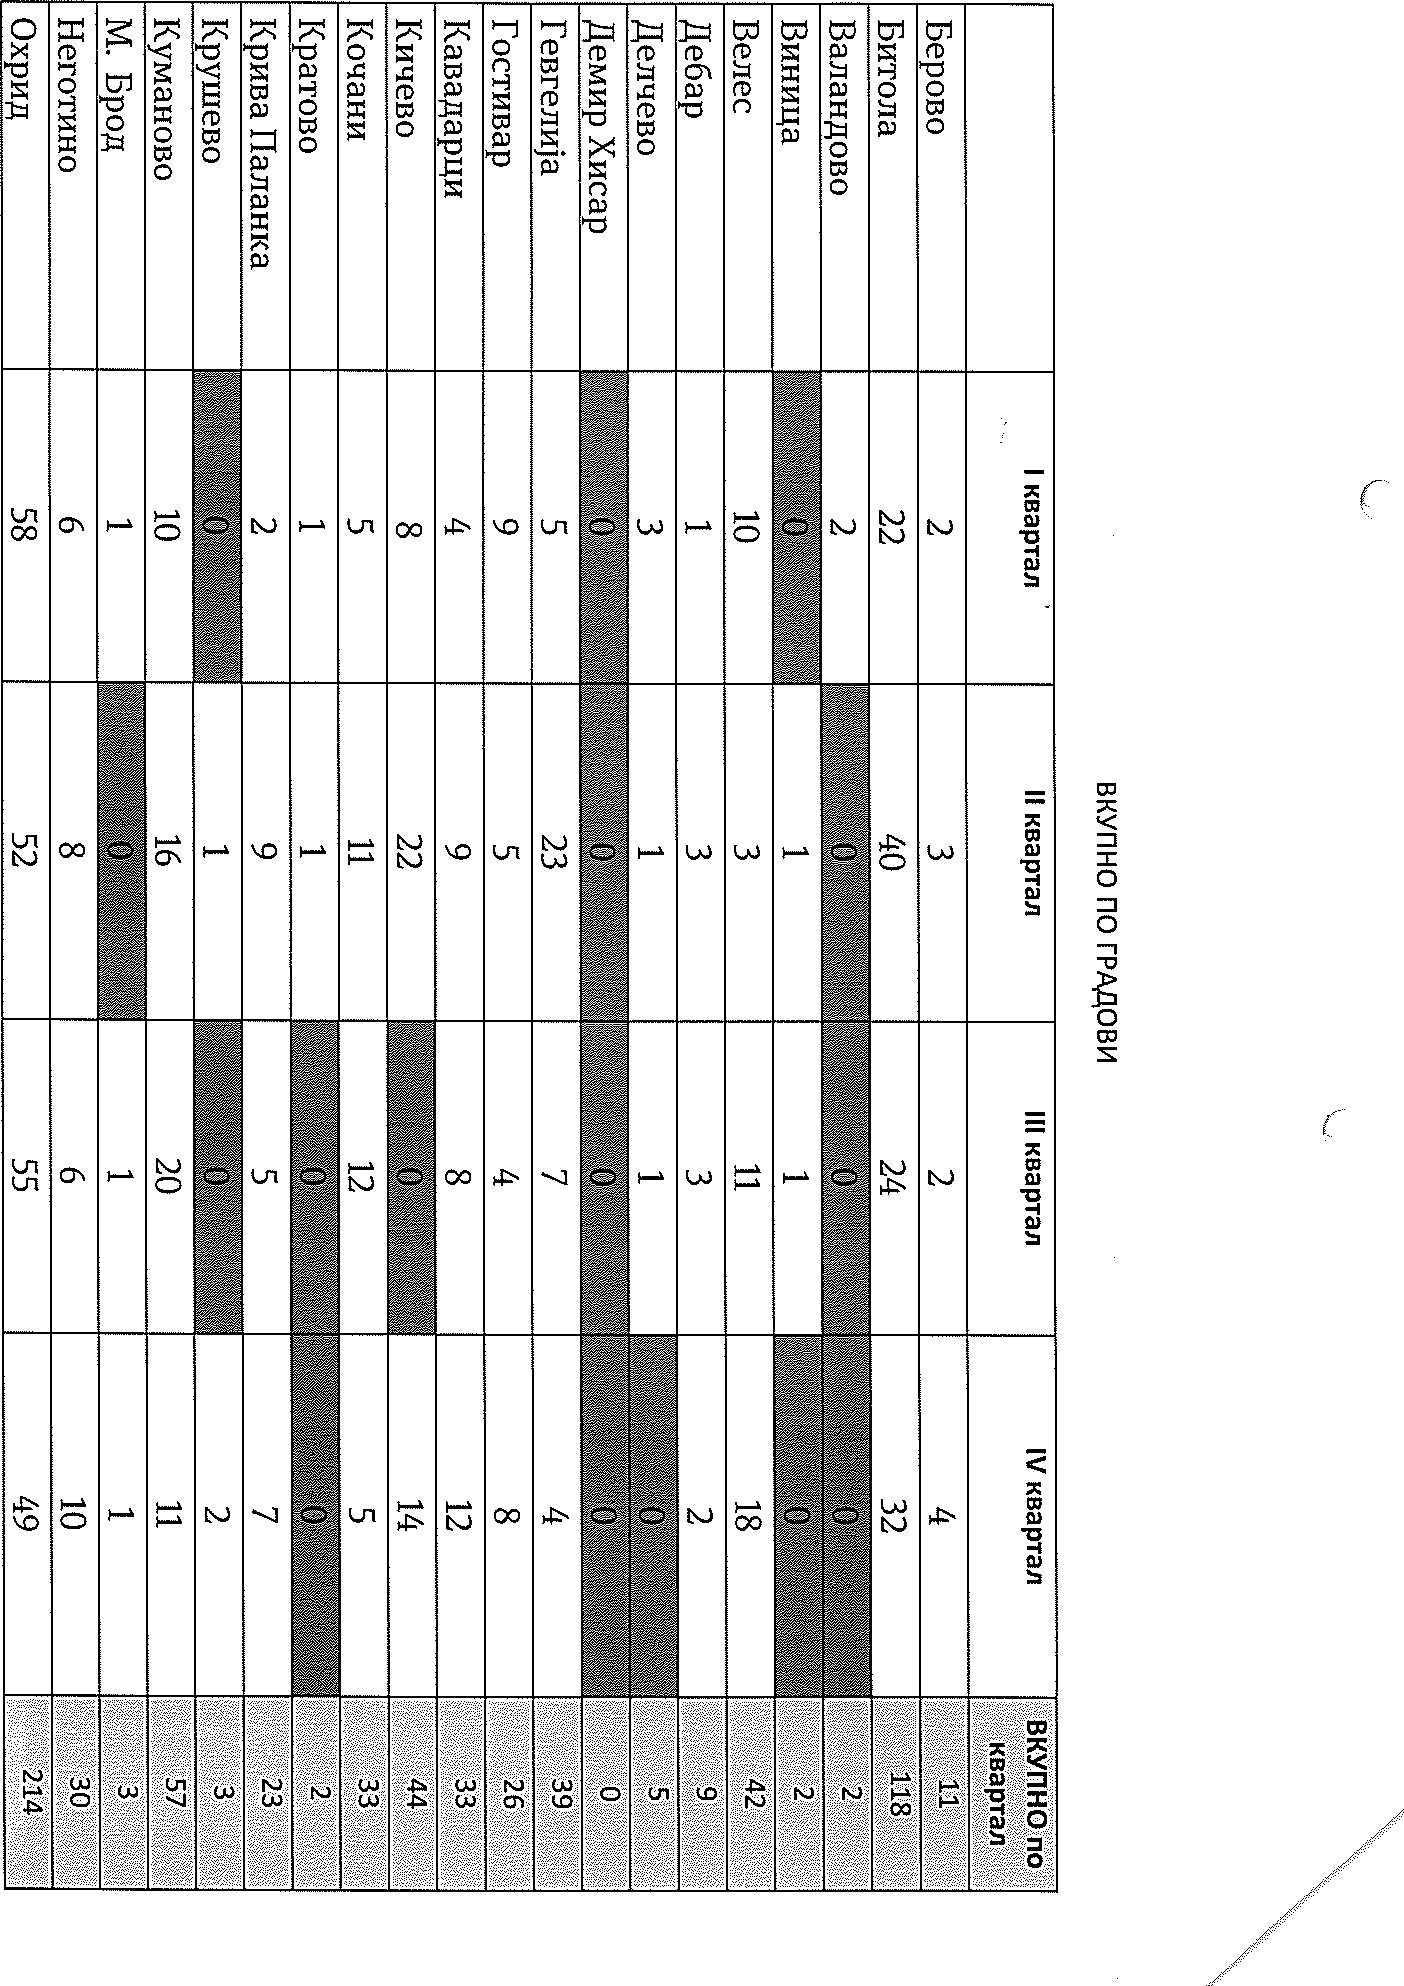 ВКУПНО ПО ГРАДОВИ
I квартал II квартал III квартал IV квартал ВКУПНО по квартал
Берово 2 3 2 4 11
Битола 22 40 24 32 118
Валандово 2 0 0 0 2
Виница 0 1 1 0 2
Велес 10 3 11 18 42
Дебар 1 3 3 2 9
Делчево 3 1 1 0 5
Демир Хисар 0 0 0 0 0
Гевгелија 5 23 7 4 39
Гостивар 9 5 4 8 26
Кавадарци 4 9 8 12 33
Кичево 8 22 0 14 44
Кочани 5 11 12 5 33
Кратово 1 1 0 0 2
Крива Паланка 2 9 5 7 23
Крушево 0 1 0 2 3
Куманово 10 16 20 11 57
М. Брод 1 0 1 1 3
Неготино 6 8 6 10 30
Охрид 58 52 55 49 214